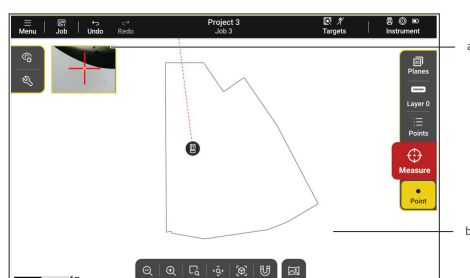 Menu
Job
Undo
Redo
Project 3
Job 3
Targets
Instrument
a
Planes
Layer 0
Points
Measure
Point
b